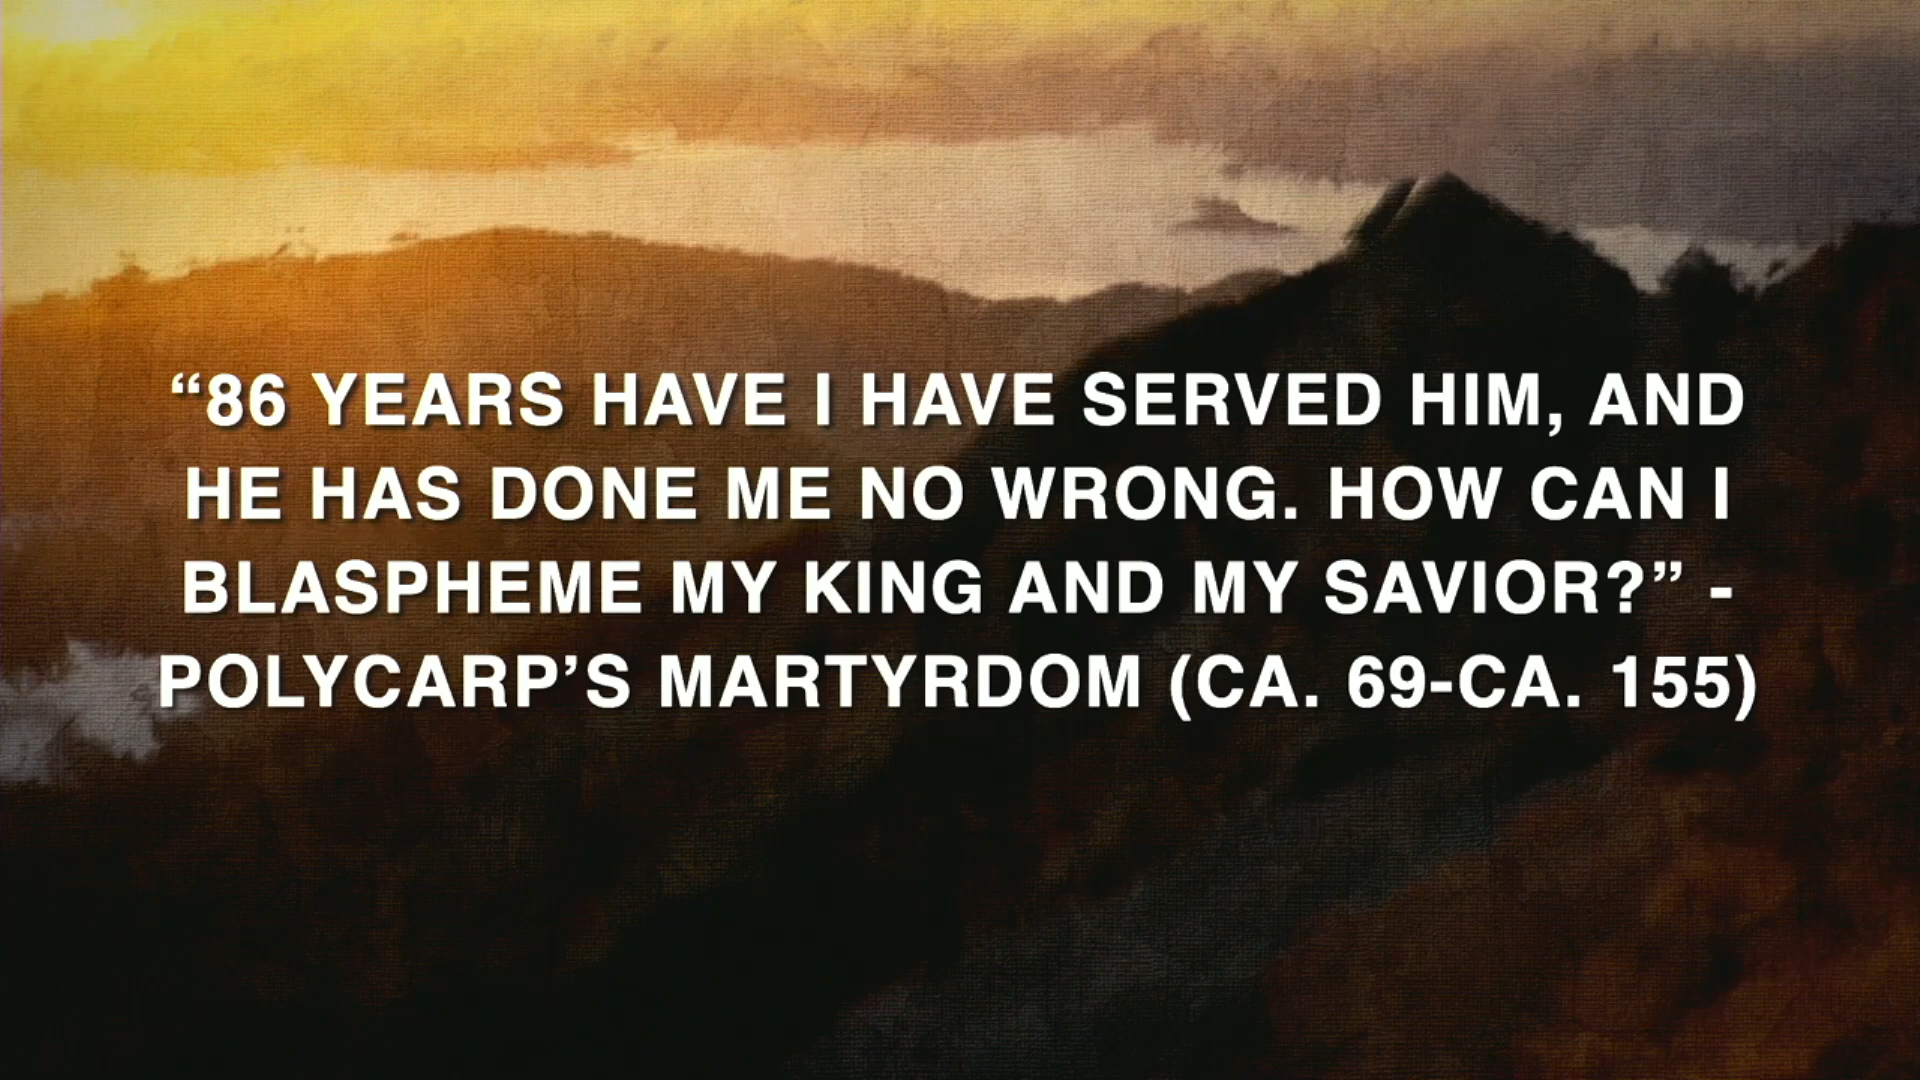 “86 YEARS HAVE I HAVE SERVED HIM, AND
HE HAS DONE ME NO WRONG. HOW CAN I
BLASPHEME MY KING AND MY SAVIOR?” -
POLYCARP’S MARTYRDOM (CA. 69-CA. 155)